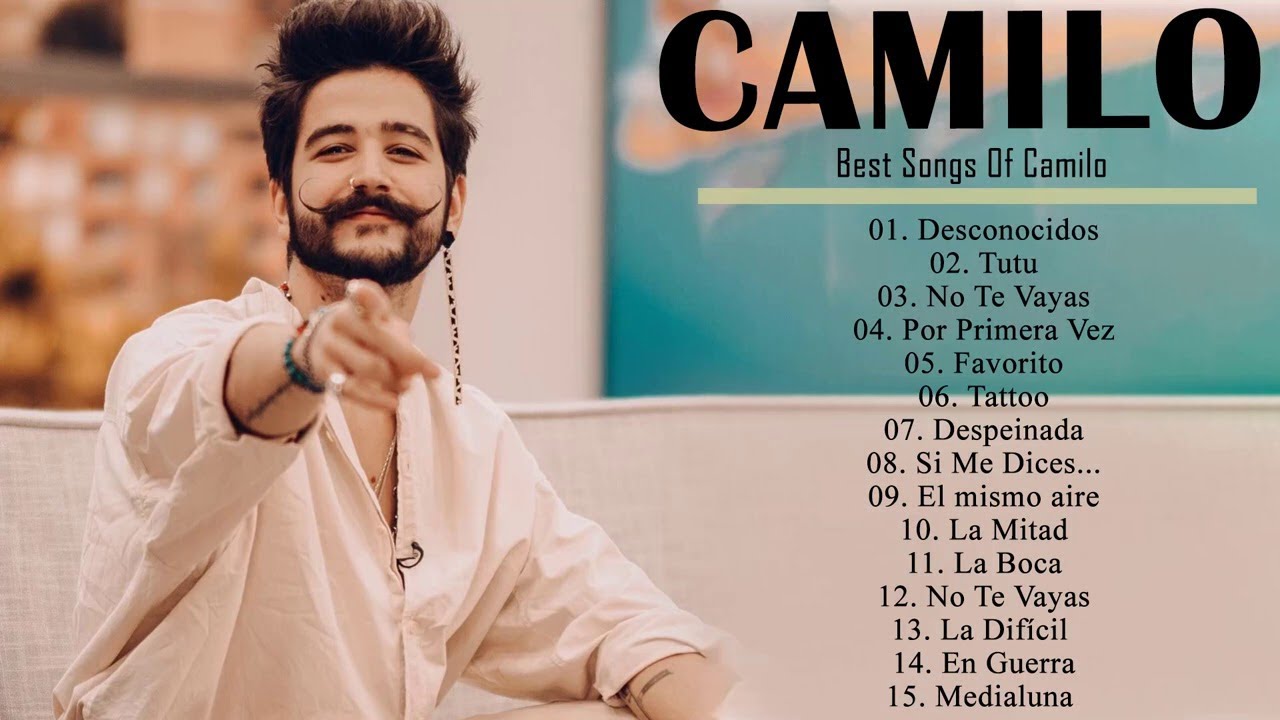 CAMILO
Best Songs Of Camilo
01. Desconocidos
02. Tutu
03. No Te Vayas
04. Por Primera Vez
05. Favorito
06. Tattoo
07. Despeinada
08. Si Me Dices...
09. El mismo aire
10. La Mitad
11. La Boca
12. No Te Vayas
13. La Difícil
14. En Guerra
15. Medialuna